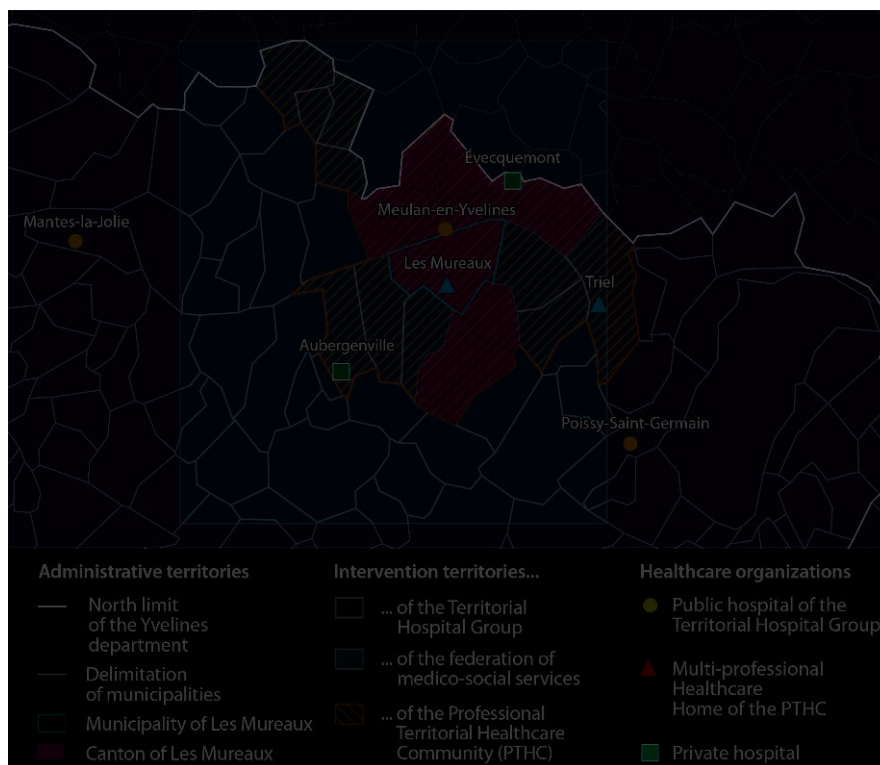 Évecquemont
Mantes-la-Jolie
Meulan-en-Yvelines
Les Mureaux
Triel
Aubergenville
Poissy-Saint-Germain
Administrative territories
North limit
of the Yvelines
department
Delimitation
of municipalities
Municipality of Les Mureaux
Canton of Les Mureaux
Intervention territories...
... of the Territorial
Hospital Group
... of the federation of
medico-social services
... of the Professional
Territorial Healthcare
Community (PTHC)
Healthcare organizations
Public hospital of the
Territorial Hospital Group
Multi-professional
Healthcare
Home of the PTHC
Private hospital